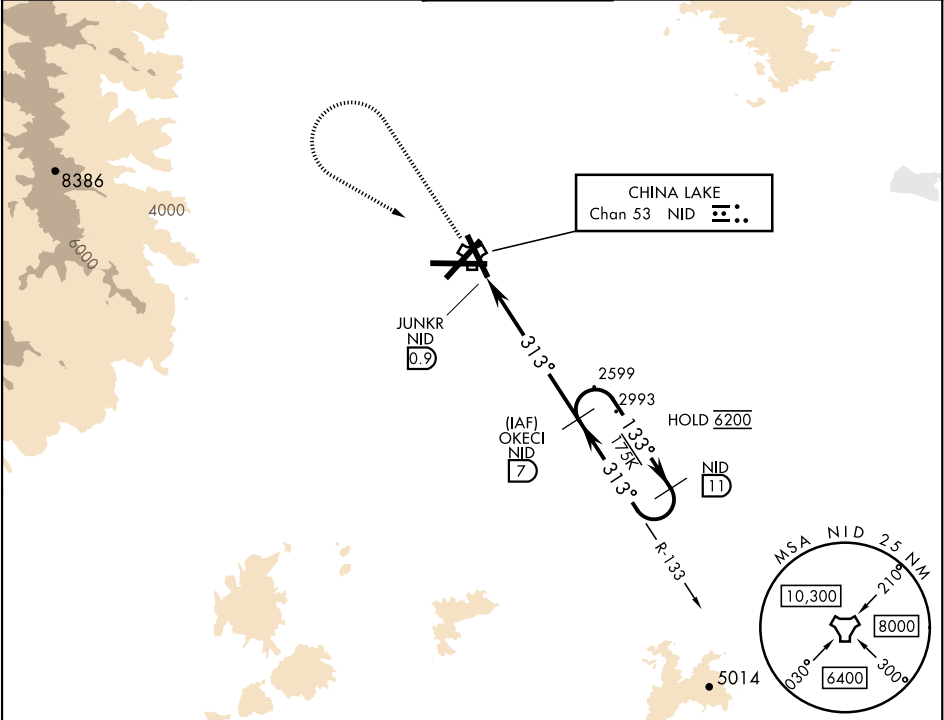 8386
4000
6000
CHINA LAKE
Chan 53 NID
JUNKR
NID
0.9
313°
2599
2993
HOLD 6200
(IAF)
OKECI
NID
7
133°
175K
313°
NID
11
R-133
MSA NID 25 NM
210°
10,300
8000
030°
6400
300°
5014